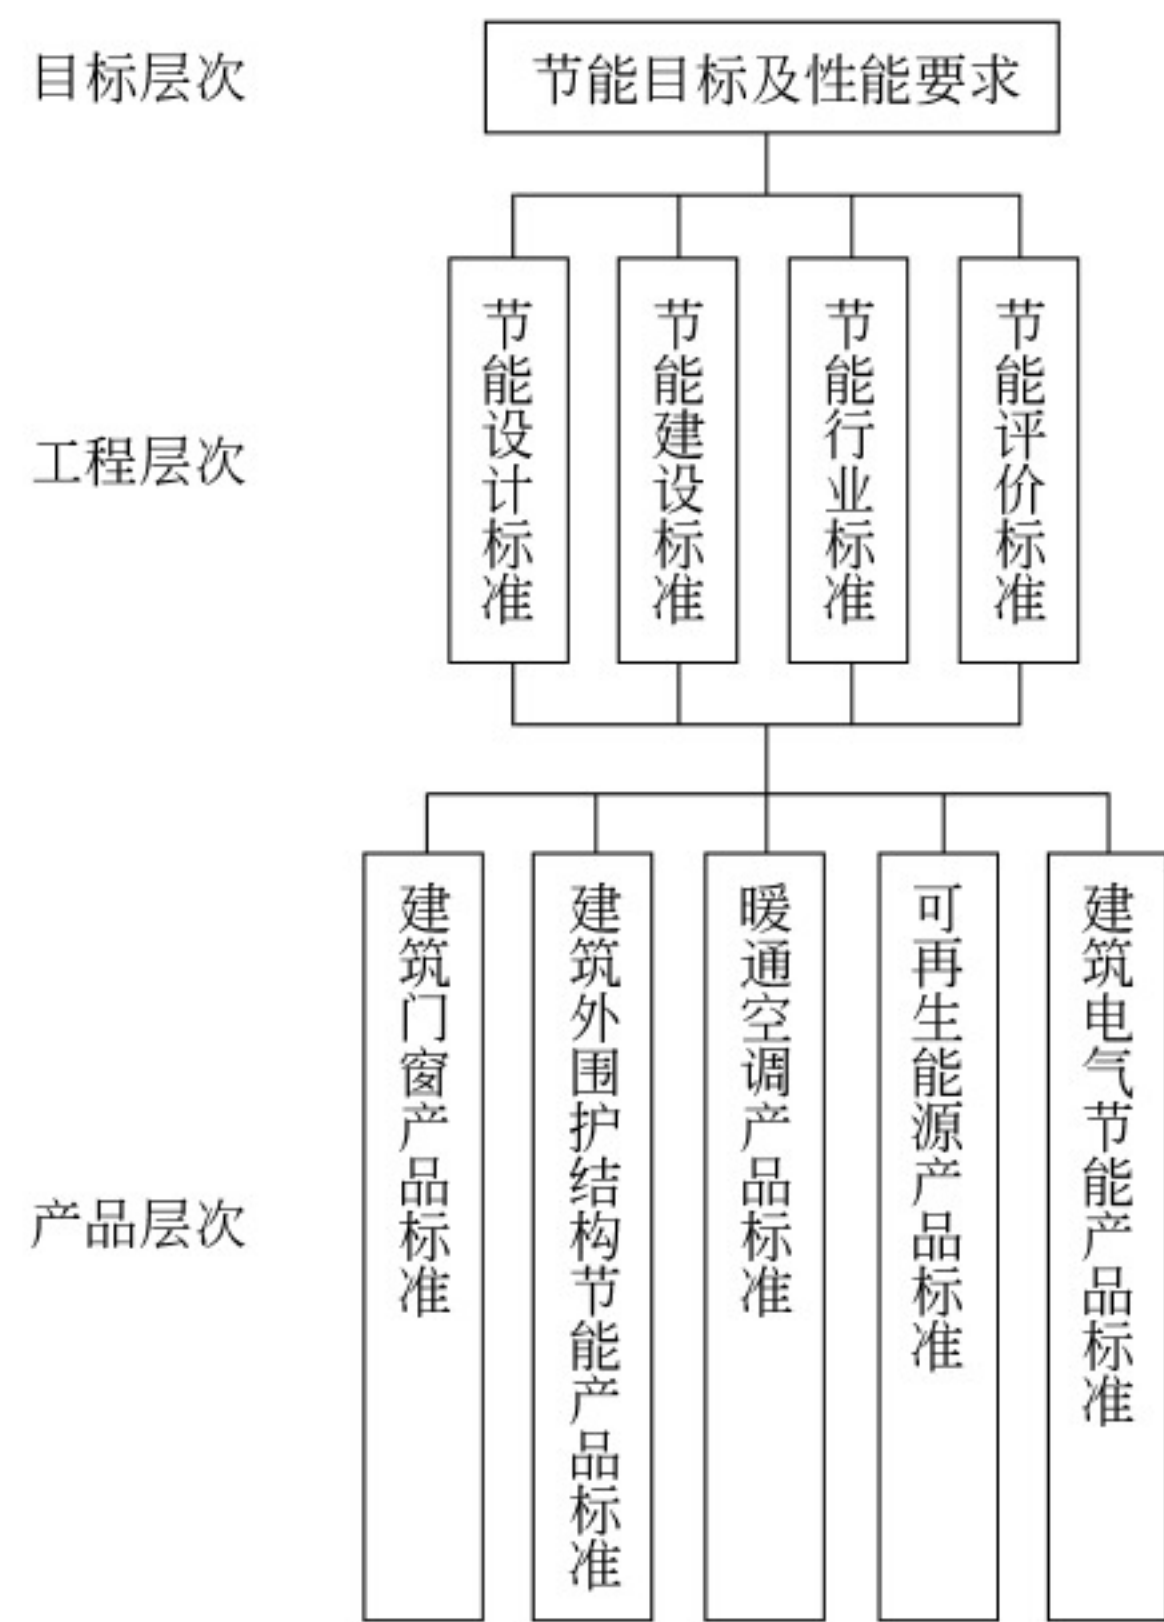 目标层次
节能目标及性能要求
工程层次
节能设计标准
节能建设标准
节能行业标准
节能评价标准
产品层次
建筑门窗产品标准
建筑外围护结构节能产品标准
暖通空调产品标准
可再生能源产品标准
建筑电气节能产品标准